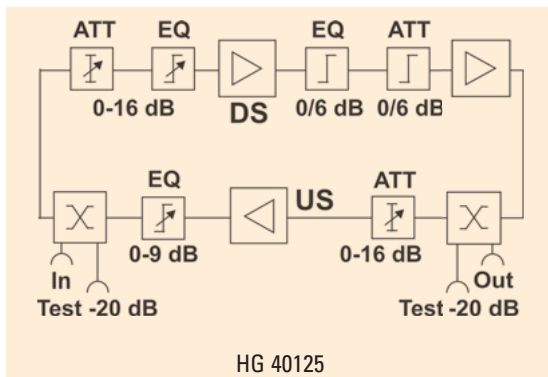 ATT EQ EQ ATT
0-16 dB DS 0/6 dB 0/6 dB
EQ US ATT
0-9 dB 0-16 dB
In Out
Test -20 dB Test -20 dB
HG 40125